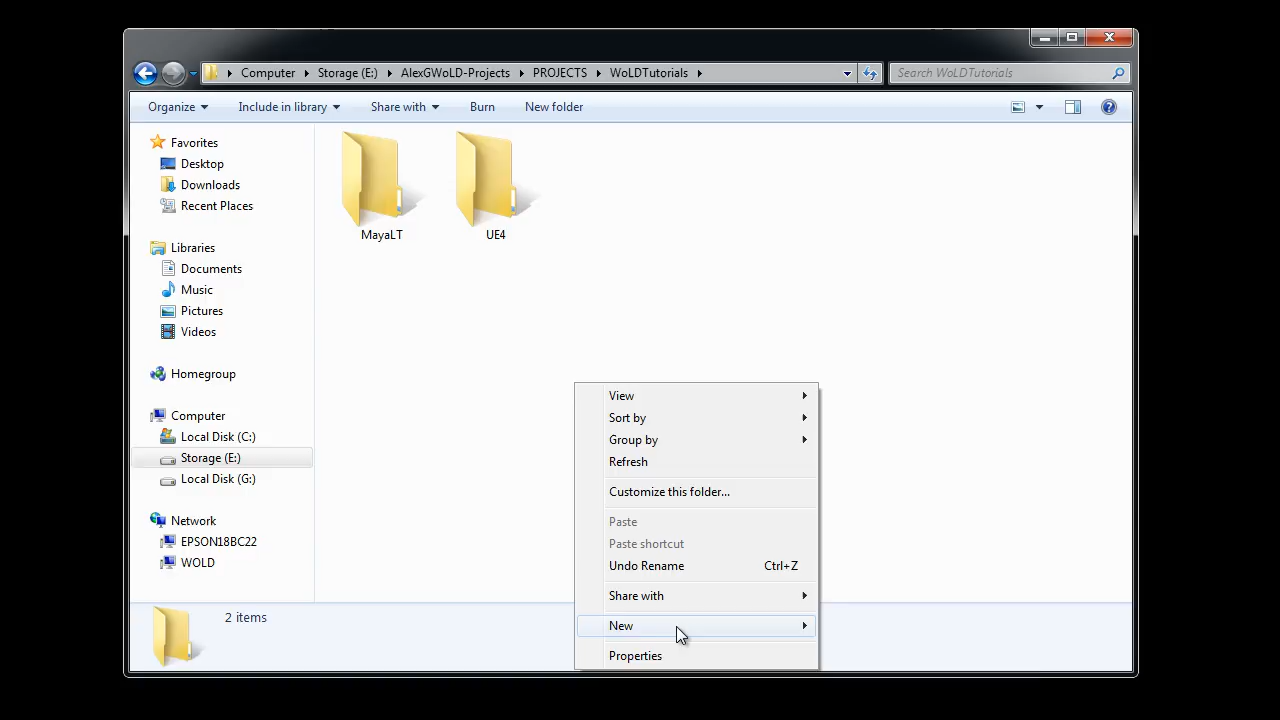 Computer Storage (E:) AlexGWoLD-Projects PROJECTS WoLDTutorials
Search WoLDTutorials
Organize Include in library Share with Burn New folder
Favorites
Desktop
Downloads
Recent Places
Libraries
Documents
Music
Pictures
Videos
Homegroup
Computer
Local Disk (C:)
Storage (E:)
Local Disk (G:)
Network
EPSON18BC22
WOLD
MayaLT
UE4
View
Sort by
Group by
Refresh
Customize this folder...
Paste
Paste shortcut
Undo Rename Ctrl+Z
Share with
New
Properties
2 items